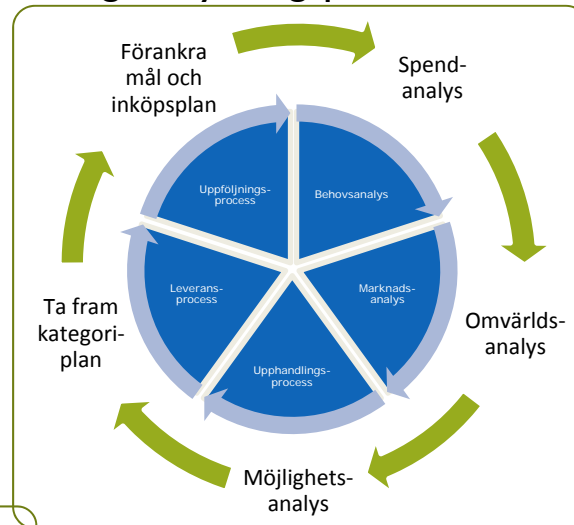 Förankra
mål och
inköpsplan
Spend-
analys
Uppföljnings-
process
Behovsanalys
Leverans-
process
Marknads-
analys
Ta fram
kategori-
plan
Omvärlds-
analys
Upphandlings-
process
Möjlighets-
analys